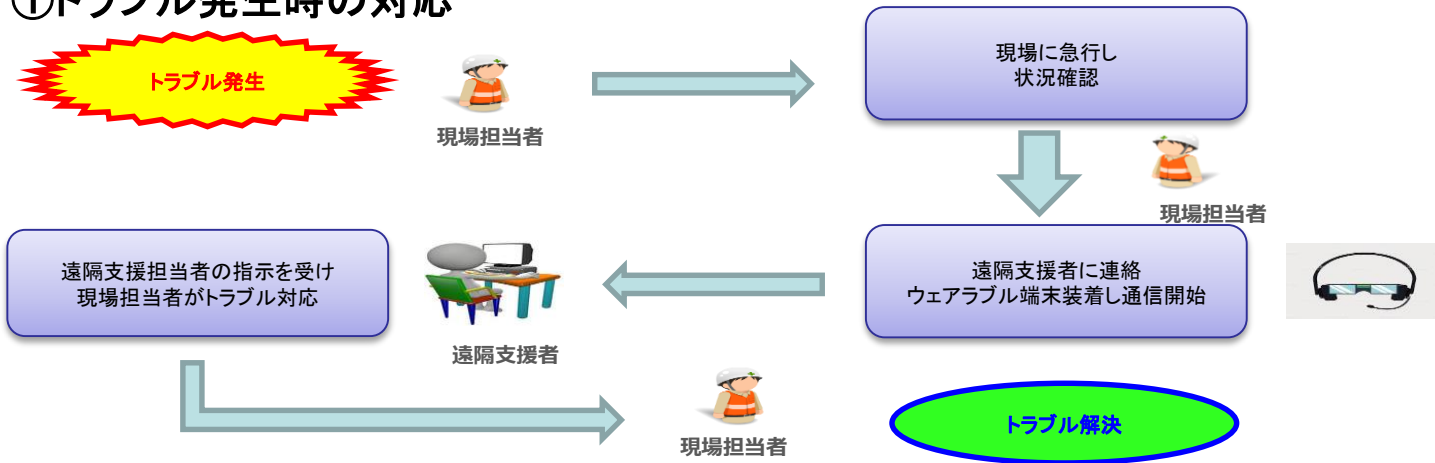 ①トラブル発生時の対応
トラブル発生
現場担当者
現場に急行し
状況確認
現場担当者
遠隔支援者に連絡
ウェアラブル端末装着し通信開始
遠隔支援者
遠隔支援担当者の指示を受け
現場担当者がトラブル対応
現場担当者
トラブル解決